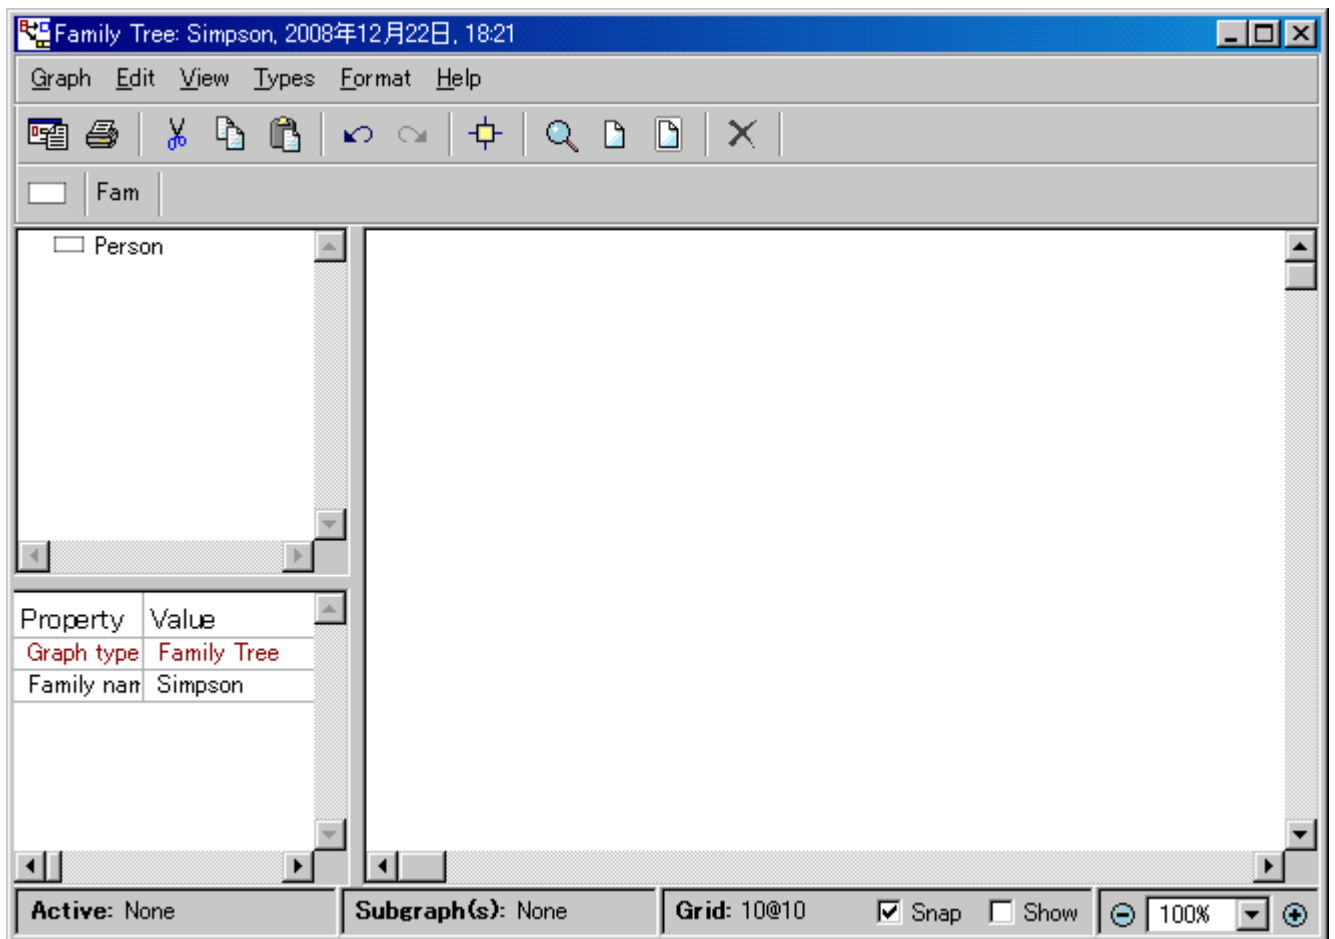 Family Tree: Simpson, 2008年12月22日, 18:21
Graph Edit View Types Format Help
Fam
Person
Property Value
Graph type Family Tree
Family nam Simpson
Active: None Subgraph(s): None Grid: 10@10 Snap Show 100%